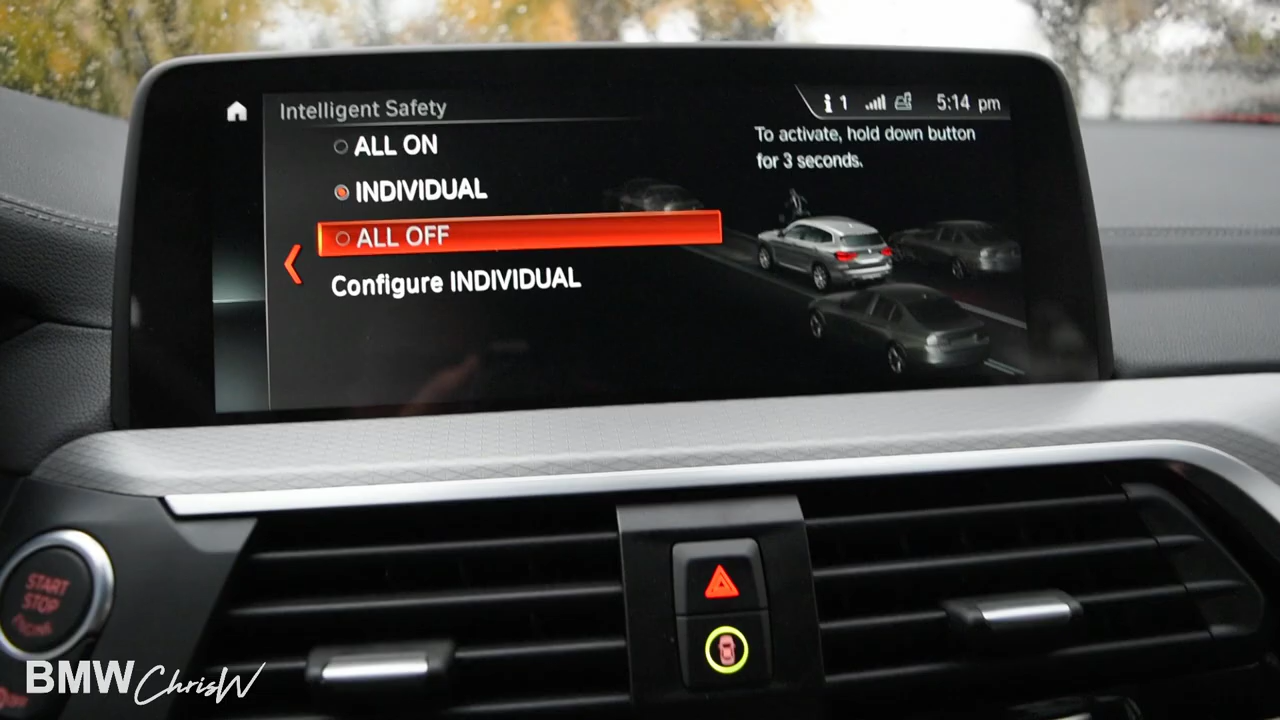 Intelligent Safety
i 1
5:14 pm
ALL ON
INDIVIDUAL
ALL OFF
Configure INDIVIDUAL
To activate, hold down button
for 3 seconds.
START
STOP
BMW ChrisW